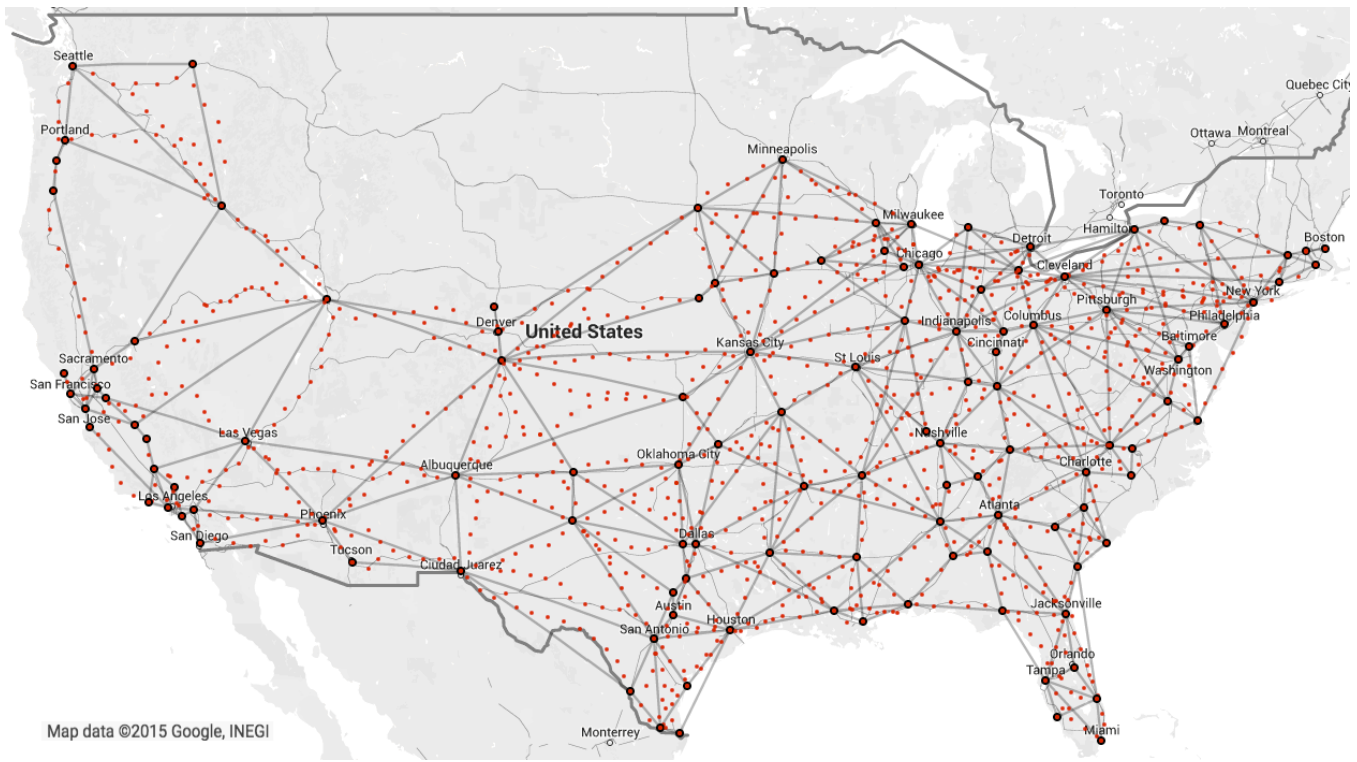 Seattle
Quebec City
Portland
Ottawa
Montreal
Minneapolis
Toronto
Milwaukee
Hamilton
Detroit
Boston
Chicago
Cleveland
New York
Pittsburgh
Denver
United States
Indianapolis
Columbus
Philadelphia
Kansas City
Cincinnati
Baltimore
Sacramento
St Louis
Washington
San Francisco
San Jose
Las Vegas
Nashville
Albuquerque
Oklahoma City
Charlotte
Los Angeles
Phoenix
Atlanta
San Diego
Dallas
Tucson
Ciudad Juarez
Austin
Jacksonville
San Antonio
Houston
Orlando
Tampa
Map data ©2015 Google, INEGI
Monterrey
Miami